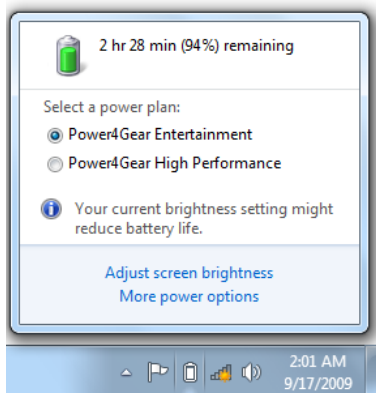 2 hr 28 min (94%) remaining
Select a power plan:
Power4Gear Entertainment
Power4Gear High Performance
Your current brightness setting might
reduce battery life.
Adjust screen brightness
More power options
2:01 AM
9/17/2009